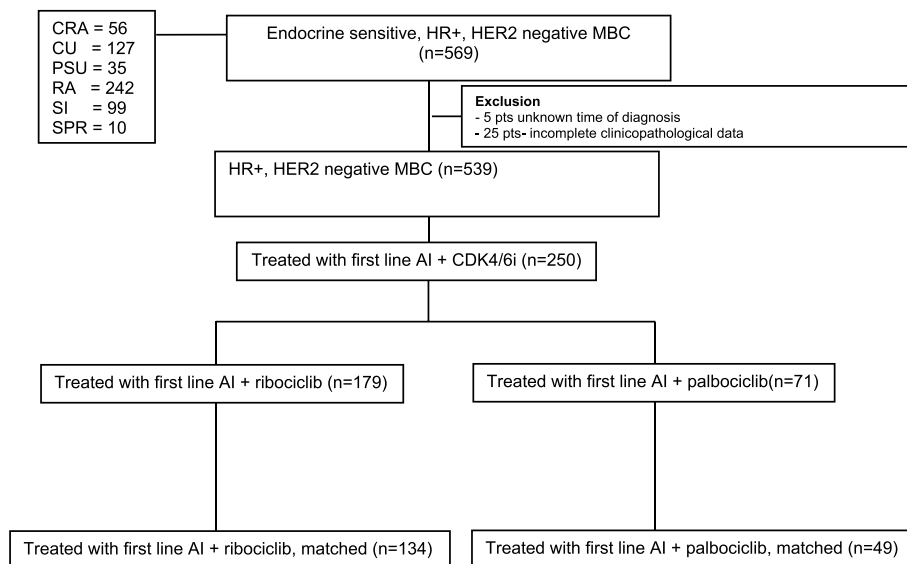 CRA = 56
CU = 127
PSU = 35
RA = 242
SI = 99
SPR = 10
Endocrine sensitive, HR+, HER2 negative MBC
(n=569)
Exclusion
- 5 pts unknown time of diagnosis
- 25 pts- incomplete clinicopathological data
HR+, HER2 negative MBC (n=539)
Treated with first line AI + CDK4/6i (n=250)
Treated with first line AI + ribociclib (n=179)
Treated with first line AI + palbociclib(n=71)
Treated with first line AI + ribociclib, matched (n=134)
Treated with first line AI + palbociclib, matched (n=49)